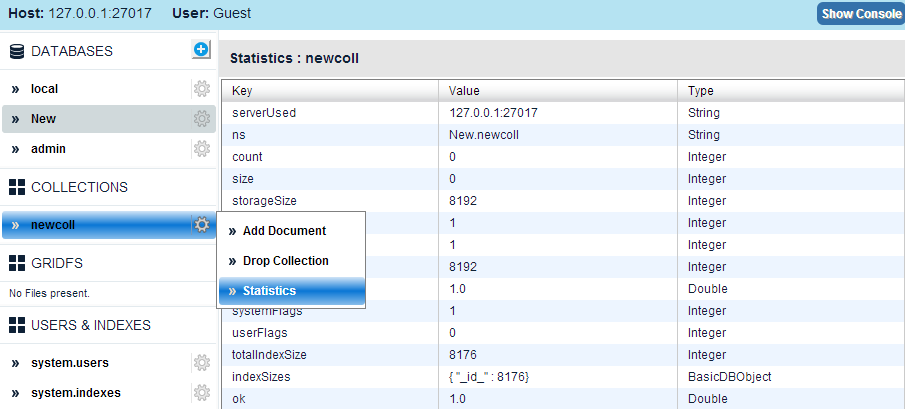 Host: 127.0.0.1:27017 User: Guest Show Console
DATABASES
» local
» New
» admin
COLLECTIONS
» newcoll
GRIDFS
No Files present.
USERS & INDEXES
» system.users
» system.indexes
» Add Document
» Drop Collection
» Statistics
Statistics : newcoll
Key Value Type
serverUsed 127.0.0.1:27017 String
ns New.newcoll String
count 0 Integer
size 0 Integer
storageSize 8192 Integer
1 Integer
1 Integer
8192 Integer
1.0 Double
systemFlags 1 Integer
userFlags 0 Integer
totalIndexSize 8176 Integer
indexSizes { "_id_" : 8176} BasicDBObject
ok 1.0 Double